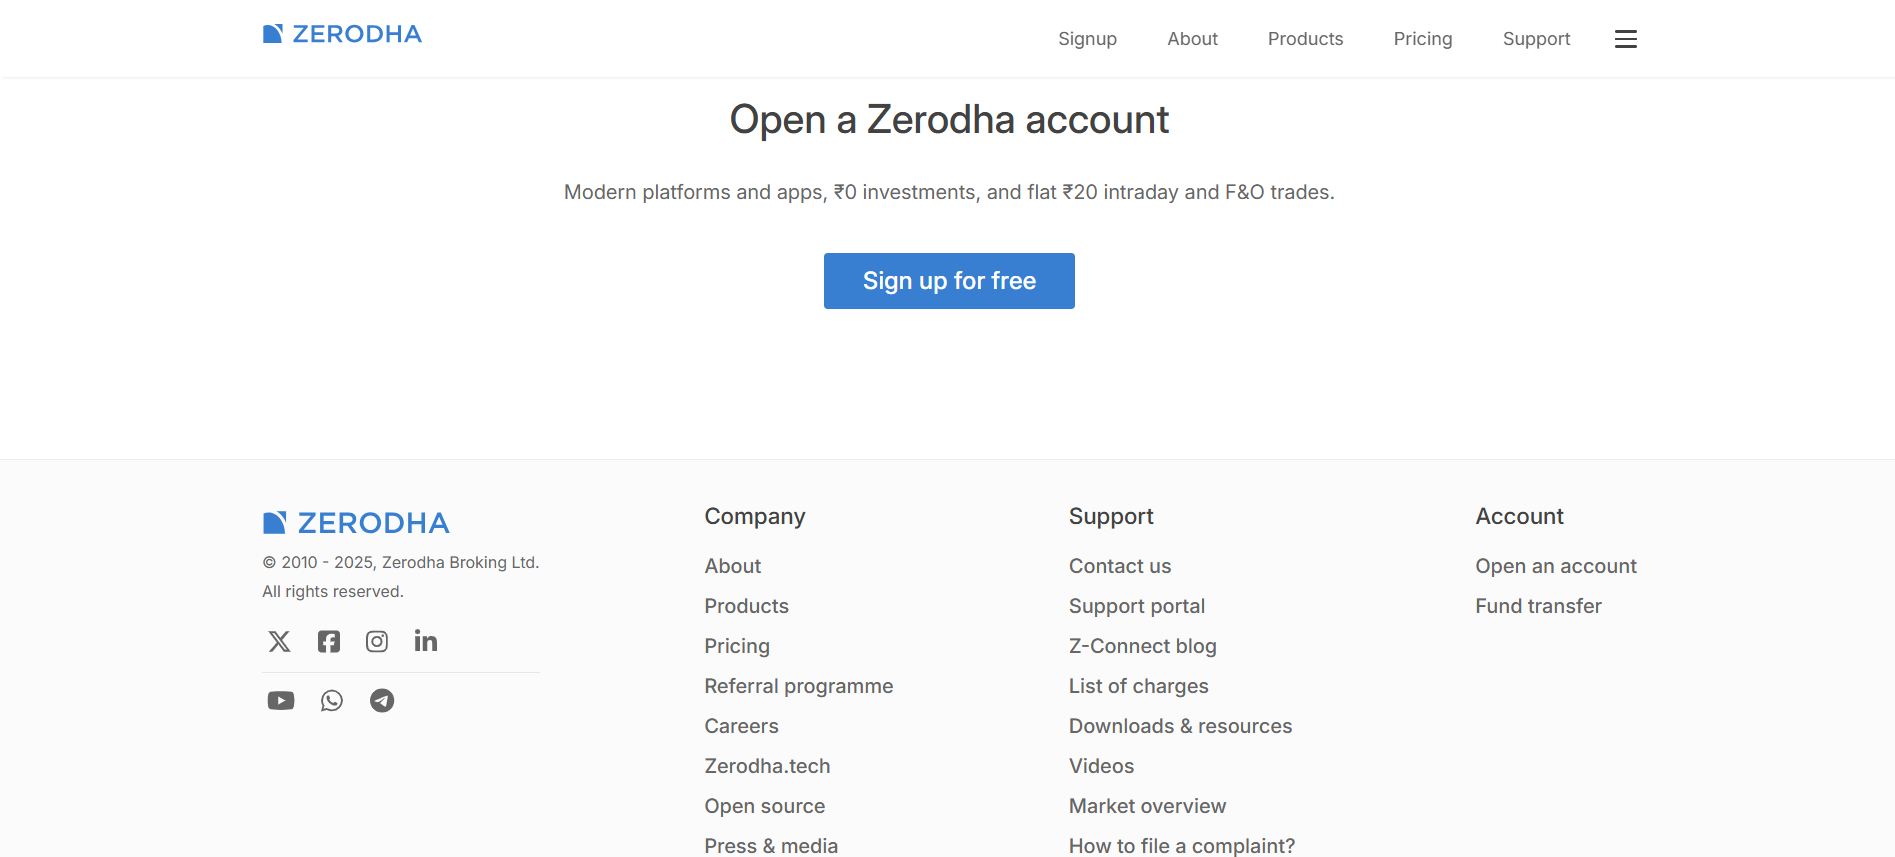 ZERODHA
Signup
About
Products
Pricing
Support
Open a Zerodha account
Modern platforms and apps, ₹0 investments, and flat ₹20 intraday and F&O trades.
Sign up for free
ZERODHA
© 2010 - 2025, Zerodha Broking Ltd.
All rights reserved.
Company
About
Products
Pricing
Referral programme
Careers
Zerodha.tech
Open source
Press & media
Support
Contact us
Support portal
Z-Connect blog
List of charges
Downloads & resources
Videos
Market overview
How to file a complaint?
Account
Open an account
Fund transfer